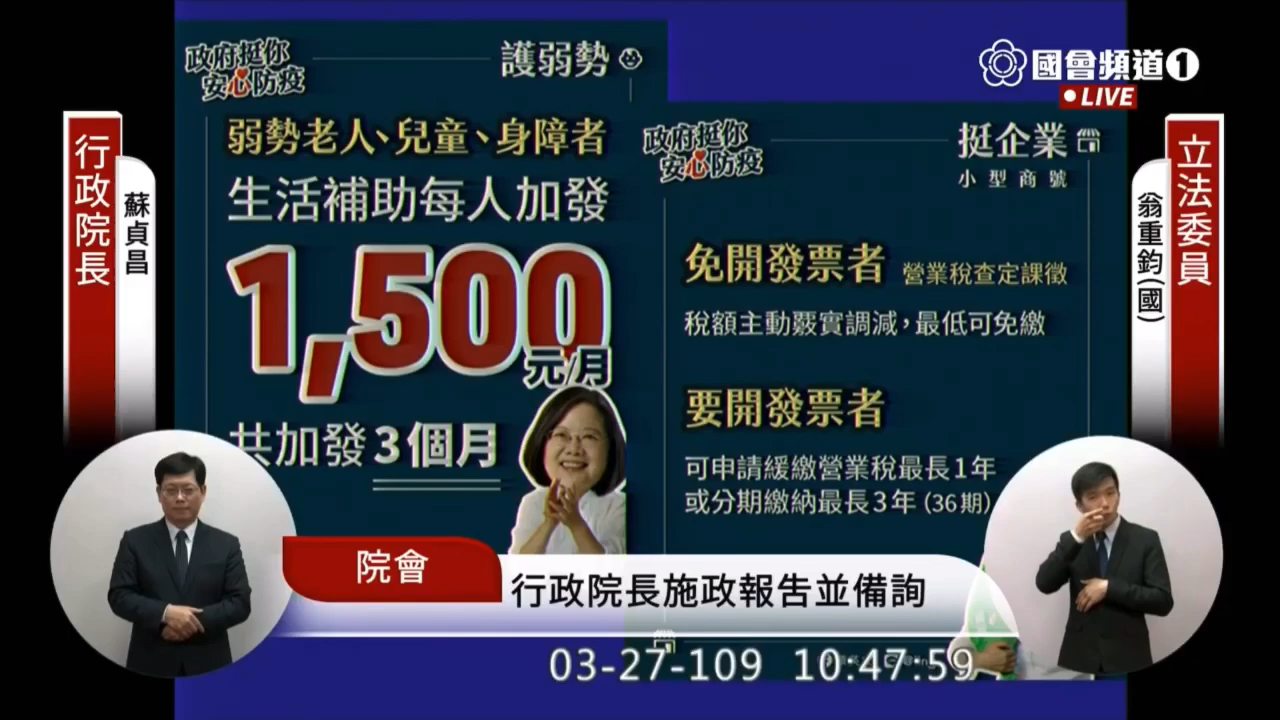 政府挺你
安心防疫
護弱勢
弱勢老人、兒童、身障者
生活補助每人加發
1,500
元/月
共加發3個月
國會頻道1
LIVE
政府挺你
安心防疫
挺企業
小型商號
免開發票者 營業稅查定課徵
稅額主動覈實調減,最低可免繳
要開發票者
可申請緩繳營業稅最長1年
或分期繳納最長3年(36期)
行政院長
蘇貞昌
立法委員
翁重鈞(國)
院會
行政院長施政報告並備詢
03-27-109 10:47:59